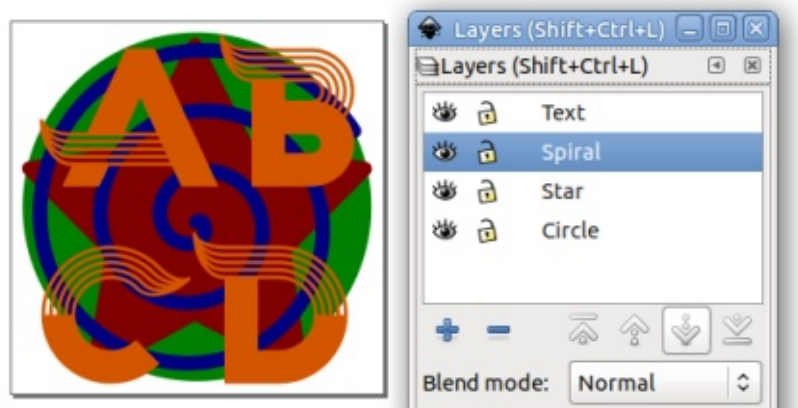 A B
C D
Layers (Shift+Ctrl+L)
Layers (Shift+Ctrl+L)
Text
Spiral
Star
Circle
Blend mode: Normal